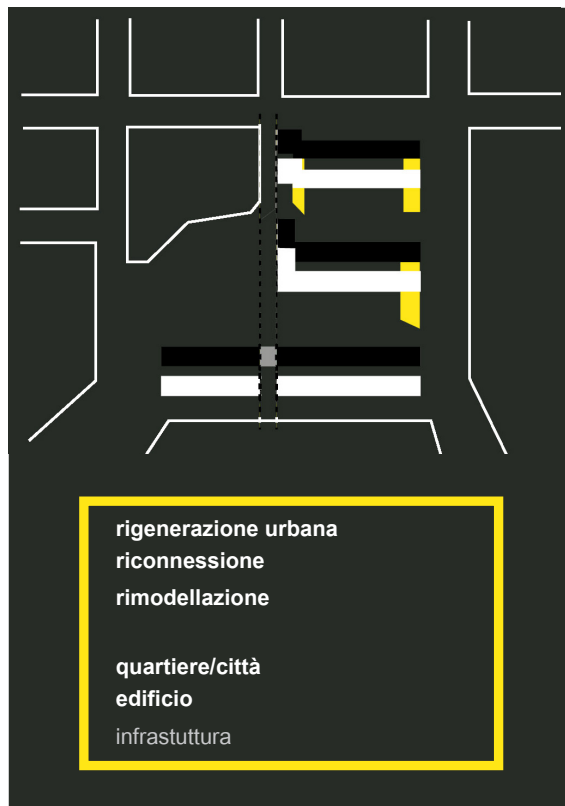 rigenerazione urbana
riconnessione
rimodellazione
quartiere/città
edificio
infrastuttura